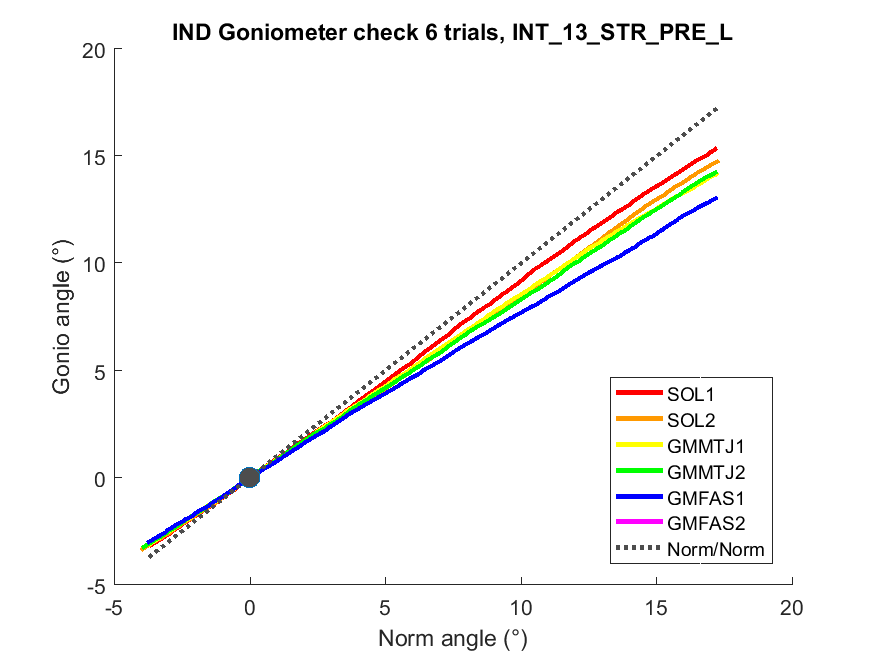 IND Goniometer check 6 trials, INT_13_STR_PRE_L
20
15
10
5
0
-5
Gonio angle (°)
-5
0
5
10
15
20
Norm angle (°)
SOL1
SOL2
GMMTJ1
GMMTJ2
GMFAS1
GMFAS2
Norm/Norm